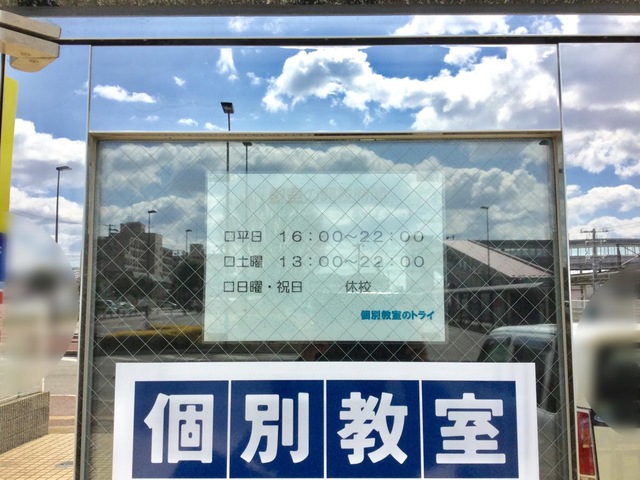 □平日 16:00～22:00
□土曜 13:00～22:00
□日曜・祝日 休校
個別教室のトライ
個別教室